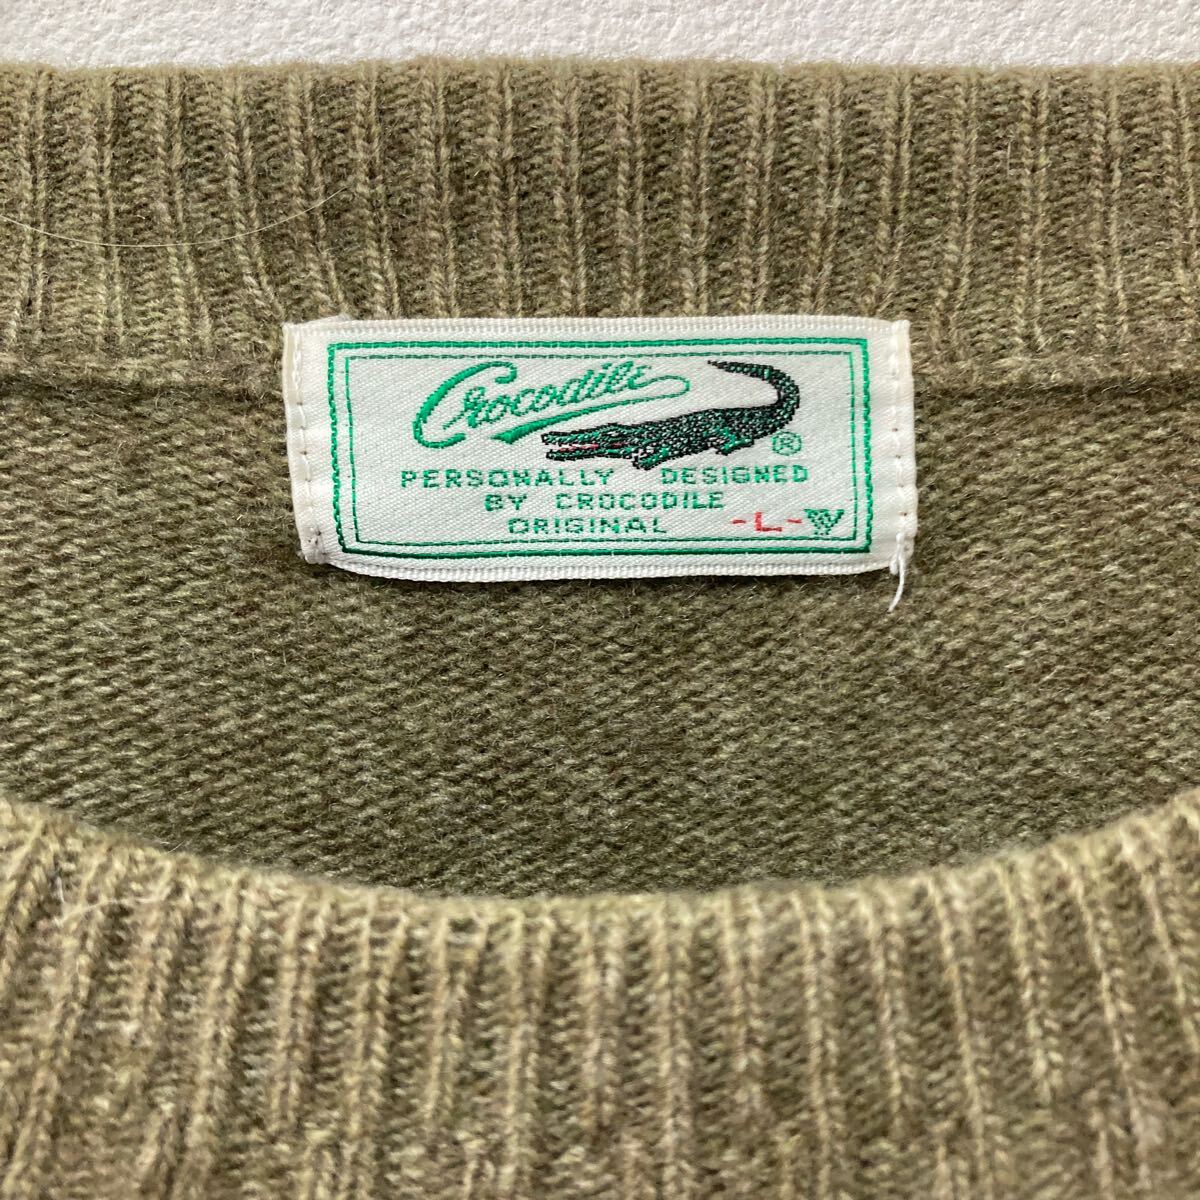 Crocodile
®
PERSONALLY DESIGNED
BY CROCODILE
ORIGINAL -L-